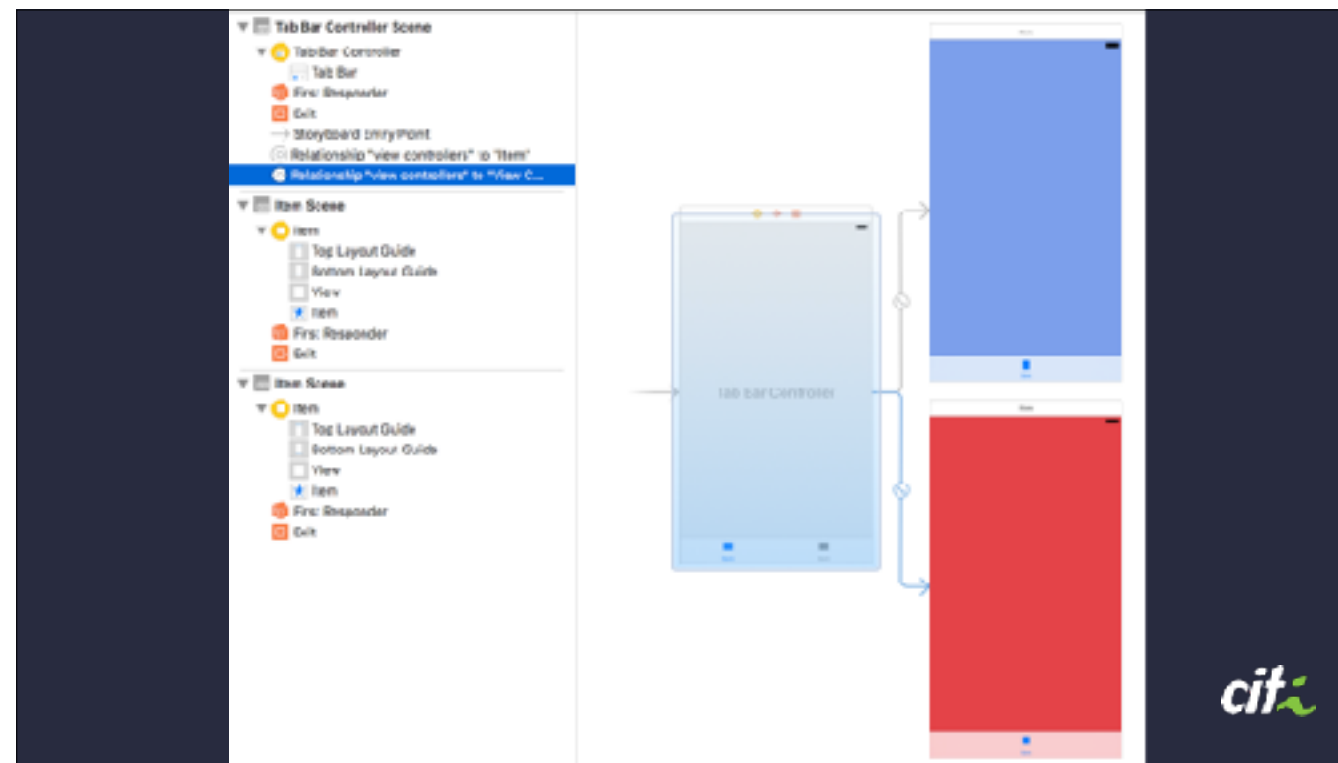 Tab Bar Controller Scene
Tab Bar Controller
Tab Bar
First Responder
Exit
Storyboard Entry Point
Relationship "view controllers" to "Item"
Relationship "view controllers" to "View C...
Item Scene
Item
Top Layout Guide
Bottom Layout Guide
View
Item
First Responder
Exit
Item Scene
Item
Top Layout Guide
Bottom Layout Guide
View
Item
First Responder
Exit
Tab Bar Controller
citi